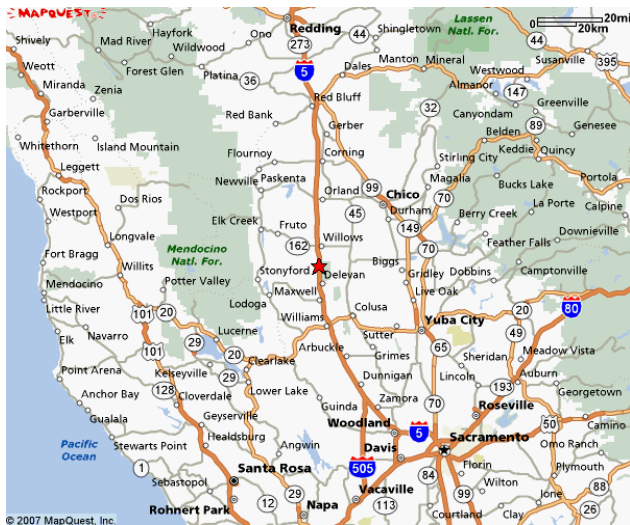 MAPQUEST
Hayfork
Ono
Redding
Lassen
Natl. For.
20mi
20km
Shively
Mad River
Wildwood
273
44
Shingletown
44
Susanville
395
Weott
Forest Glen
Platina
36
5
Dales
Manton
Mineral
Westwood
Miranda
Zenia
Almanor
147
Garberville
Red Bluff
32
Greenville
Red Bank
Canyondam
Gerber
89
Genesee
Whitethorn
Island Mountain
Belden
Flournoy
Corning
Stirling City
Keddie
Quincy
Leggett
Newville
Paskenta
99
Magalia
Portola
Rockport
Orland
Chico
70
Bucks Lake
Dos Rios
45
Durham
La Porte
Calpine
Westport
Elk Creek
Fruto
149
Berry Creek
Downieville
Longvale
162
Willows
70
Feather Falls
Fort Bragg
Mendocino
Natl. For.
Willits
Stonyford
Biggs
Gridley
Dobbins
Camptonville
Mendocino
Potter Valley
Delevan
Maxwell
Live Oak
Little River
101
20
Lodoga
Colusa
20
80
Williams
Yuba City
Elk
Navarro
29
Lucerne
Sutter
49
101
20
Arbuckle
65
Meadow Vista
Clearlake
Grimes
Sheridan
Point Arena
Kelseyville
29
Dunnigan
Lincoln
193
Auburn
128
Lower Lake
Georgetown
Anchor Bay
Cloverdale
Zamora
70
Gualala
Geyserville
Guinda
Roseville
Woodland
5
50
Camino
Pacific
Ocean
Healdsburg
Sacramento
Stewarts Point
Angwin
Davis
Omo Ranch
1
Santa Rosa
505
Florin
Plymouth
Sebastopol
84
99
Wilton
88
12
29
Vacaville
Ione
Rohnert Park
Napa
113
Courtland
Clay
26
© 2007 MapQuest, Inc.